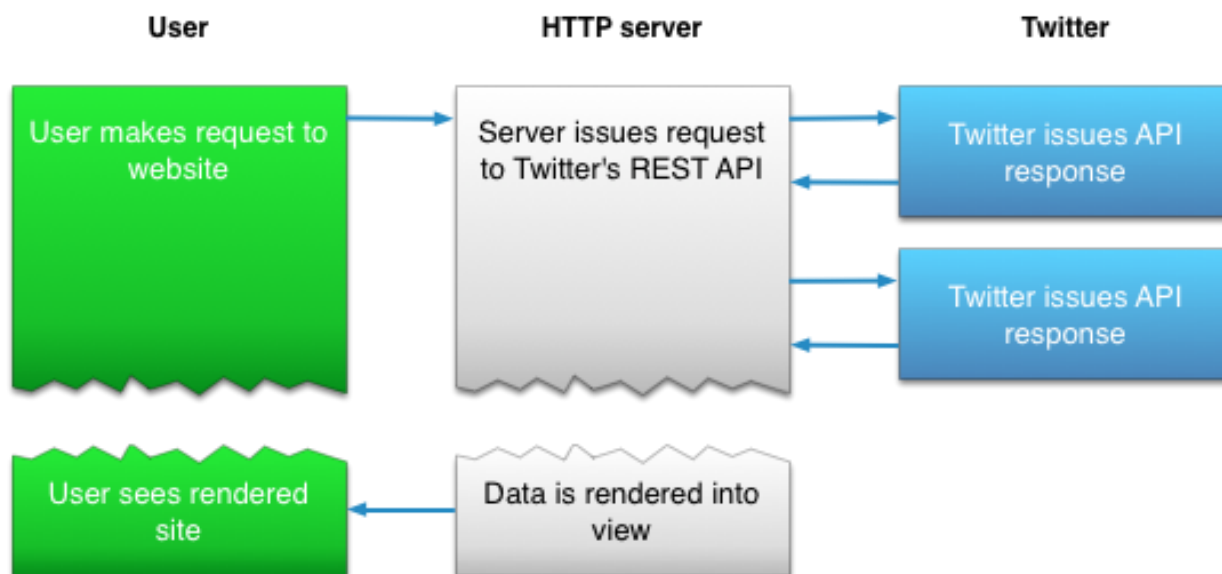 User
HTTP server
Twitter
User makes request to
website
Server issues request
to Twitter's REST API
Twitter issues API
response
Twitter issues API
response
User sees rendered
site
Data is rendered into
view